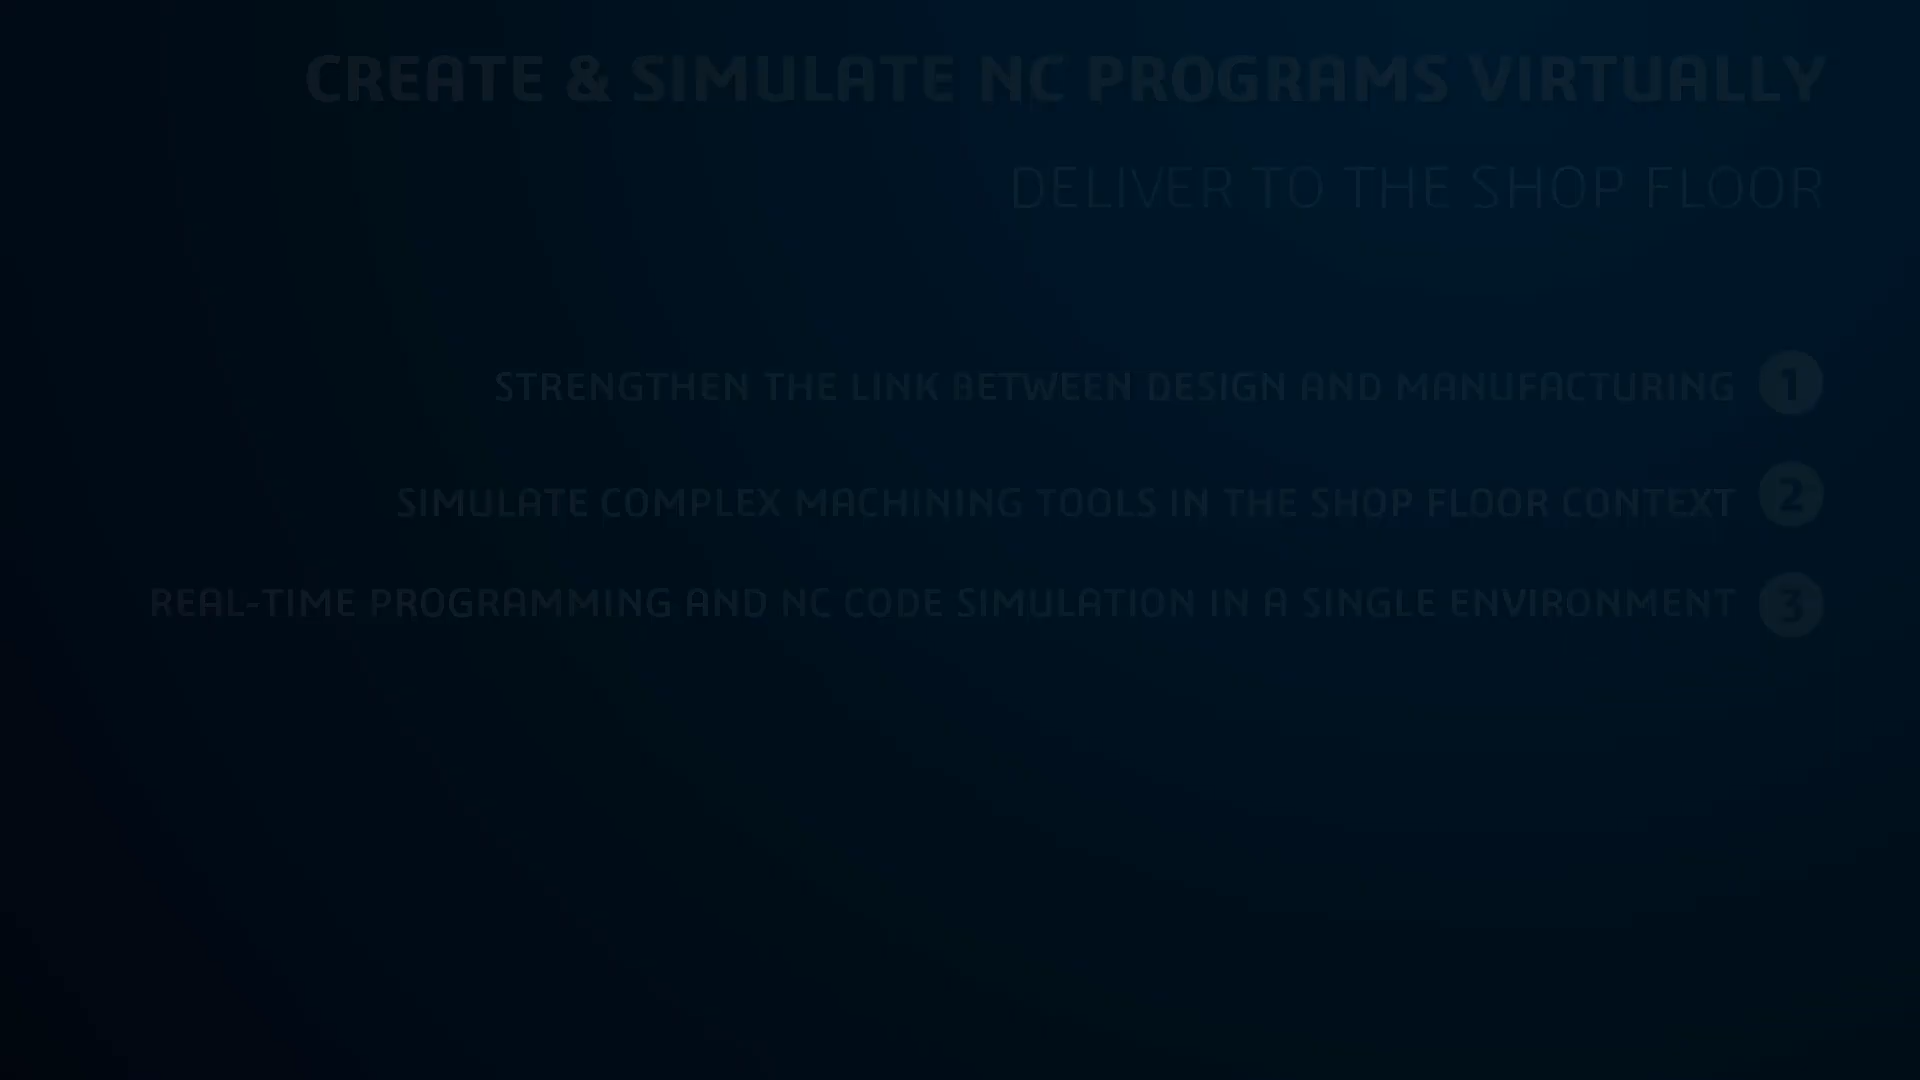 CREATE & SIMULATE NC PROGRAMS VIRTUALLY
DELIVER TO THE SHOP FLOOR
STRENGTHEN THE LINK BETWEEN DESIGN AND MANUFACTURING 1
SIMULATE COMPLEX MACHINING TOOLS IN THE SHOP FLOOR CONTEXT 2
REAL-TIME PROGRAMMING AND NC CODE SIMULATION IN A SINGLE ENVIRONMENT 3